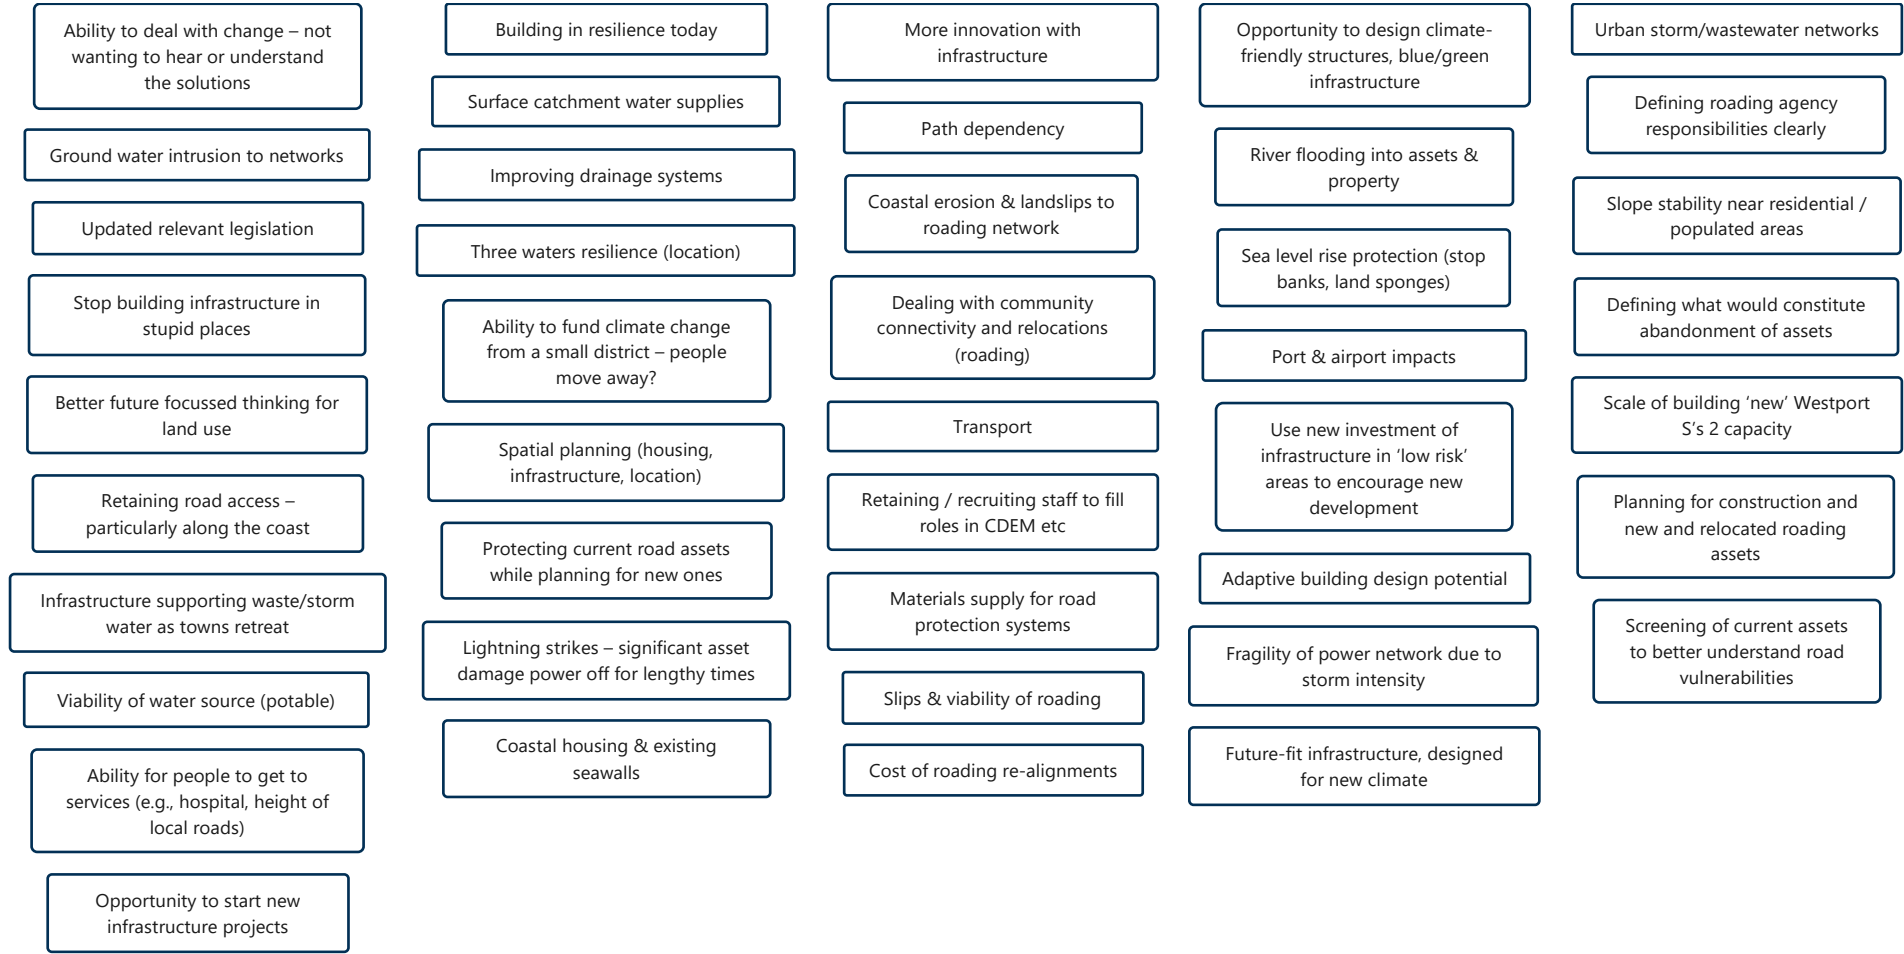 Ability to deal with change – not
wanting to hear or understand
the solutions
Ground water intrusion to networks
Updated relevant legislation
Stop building infrastructure in
stupid places
Better future focussed thinking for
land use
Retaining road access –
particularly along the coast
Infrastructure supporting waste/storm
water as towns retreat
Viability of water source (potable)
Ability for people to get to
services (e.g., hospital, height of
local roads)
Opportunity to start new
infrastructure projects
Building in resilience today
Surface catchment water supplies
Improving drainage systems
Three waters resilience (location)
Ability to fund climate change
from a small district – people
move away?
Spatial planning (housing,
infrastructure, location)
Protecting current road assets
while planning for new ones
Lightning strikes – significant asset
damage power off for lengthy times
Coastal housing & existing
seawalls
More innovation with
infrastructure
Path dependency
Coastal erosion & landslips to
roading network
Dealing with community
connectivity and relocations
(roading)
Transport
Retaining / recruiting staff to fill
roles in CDEM etc
Materials supply for road
protection systems
Slips & viability of roading
Cost of roading re-alignments
Opportunity to design climate-
friendly structures, blue/green
infrastructure
River flooding into assets &
property
Sea level rise protection (stop
banks, land sponges)
Port & airport impacts
Use new investment of
infrastructure in ‘low risk’
areas to encourage new
development
Adaptive building design potential
Fragility of power network due to
storm intensity
Future-fit infrastructure, designed
for new climate
Urban storm/wastewater networks
Defining roading agency
responsibilities clearly
Slope stability near residential /
populated areas
Defining what would constitute
abandonment of assets
Scale of building ‘new’ Westport
S’s 2 capacity
Planning for construction and
new and relocated roading
assets
Screening of current assets
to better understand road
vulnerabilities